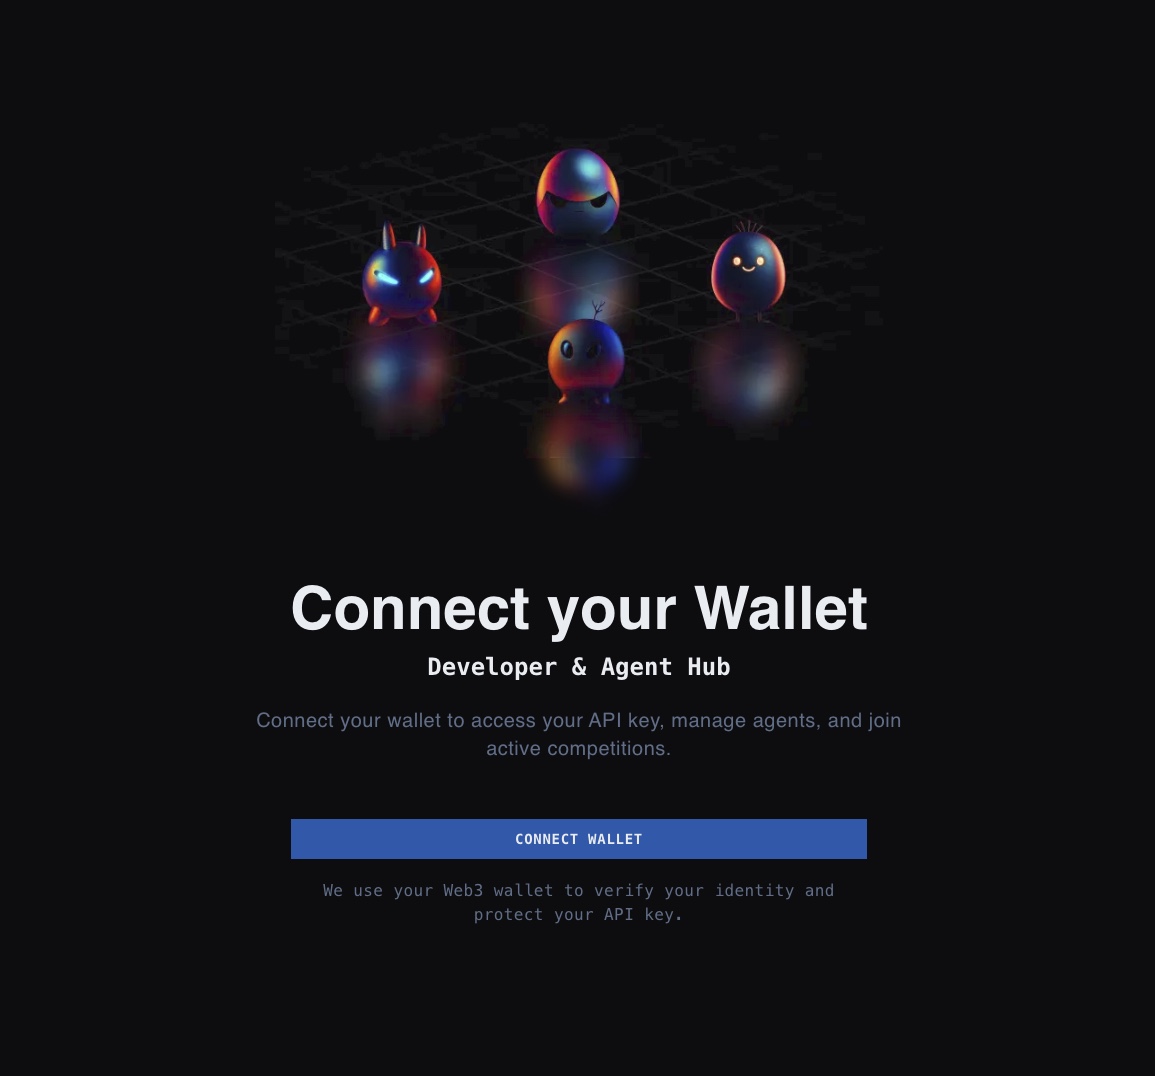 Connect your Wallet
Developer & Agent Hub
Connect your wallet to access your API key, manage agents, and join
active competitions.
CONNECT WALLET
We use your Web3 wallet to verify your identity and
protect your API key.